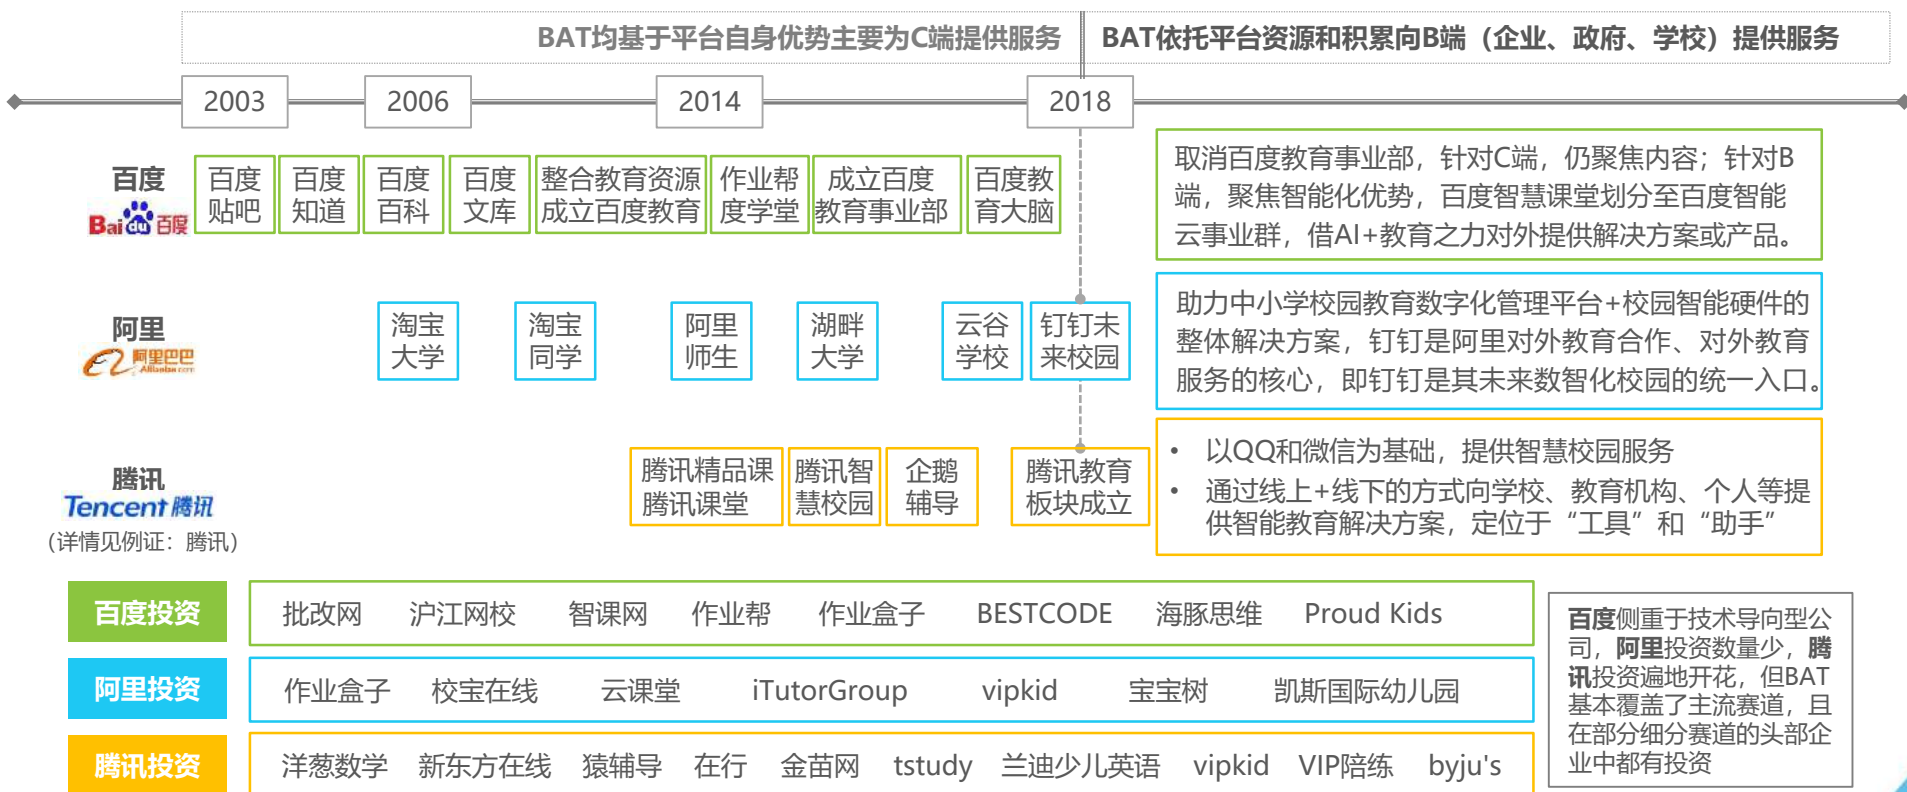 BAT均基于平台自身优势主要为C端提供服务
BAT依托平台资源和积累向B端（企业、政府、学校）提供服务
2003
2006
2014
2018
百度
Bai du 百度
百度
贴吧
百度
知道
百度
百科
百度
文库
整合教育资源
成立百度教育
作业帮
度学堂
成立百度
教育事业部
百度教
育大脑
取消百度教育事业部，针对C端，仍聚焦内容；针对B
端，聚焦智能化优势，百度智慧课堂划分至百度智能
云事业群，借AI+教育之力对外提供解决方案或产品。
阿里
阿里巴巴
Alibaba.com
淘宝
大学
淘宝
同学
阿里
师生
湖畔
大学
云谷
学校
钉钉未
来校园
助力中小学校园教育数字化管理平台+校园智能硬件的
整体解决方案，钉钉是阿里对外教育合作、对外教育
服务的核心，即钉钉是其未来数智化校园的统一入口。
腾讯
Tencent 腾讯
（详情见例证：腾讯）
腾讯精品课
腾讯课堂
腾讯智
慧校园
企鹅
辅导
腾讯教育
板块成立
• 以QQ和微信为基础，提供智慧校园服务
• 通过线上+线下的方式向学校、教育机构、个人等提
供智能教育解决方案，定位于“工具”和“助手”
百度投资
批改网 沪江网校 智课网 作业帮 作业盒子 BESTCODE 海豚思维 Proud Kids
阿里投资
作业盒子 校宝在线 云课堂 iTutorGroup vipkid 宝宝树 凯斯国际幼儿园
腾讯投资
洋葱数学 新东方在线 猿辅导 在行 金苗网 tstudy 兰迪少儿英语 vipkid VIP陪练 byju's
百度侧重于技术导向型公
司，阿里投资数量少，腾
讯投资遍地开花，但BAT
基本覆盖了主流赛道，且
在部分细分赛道的头部企
业中都有投资